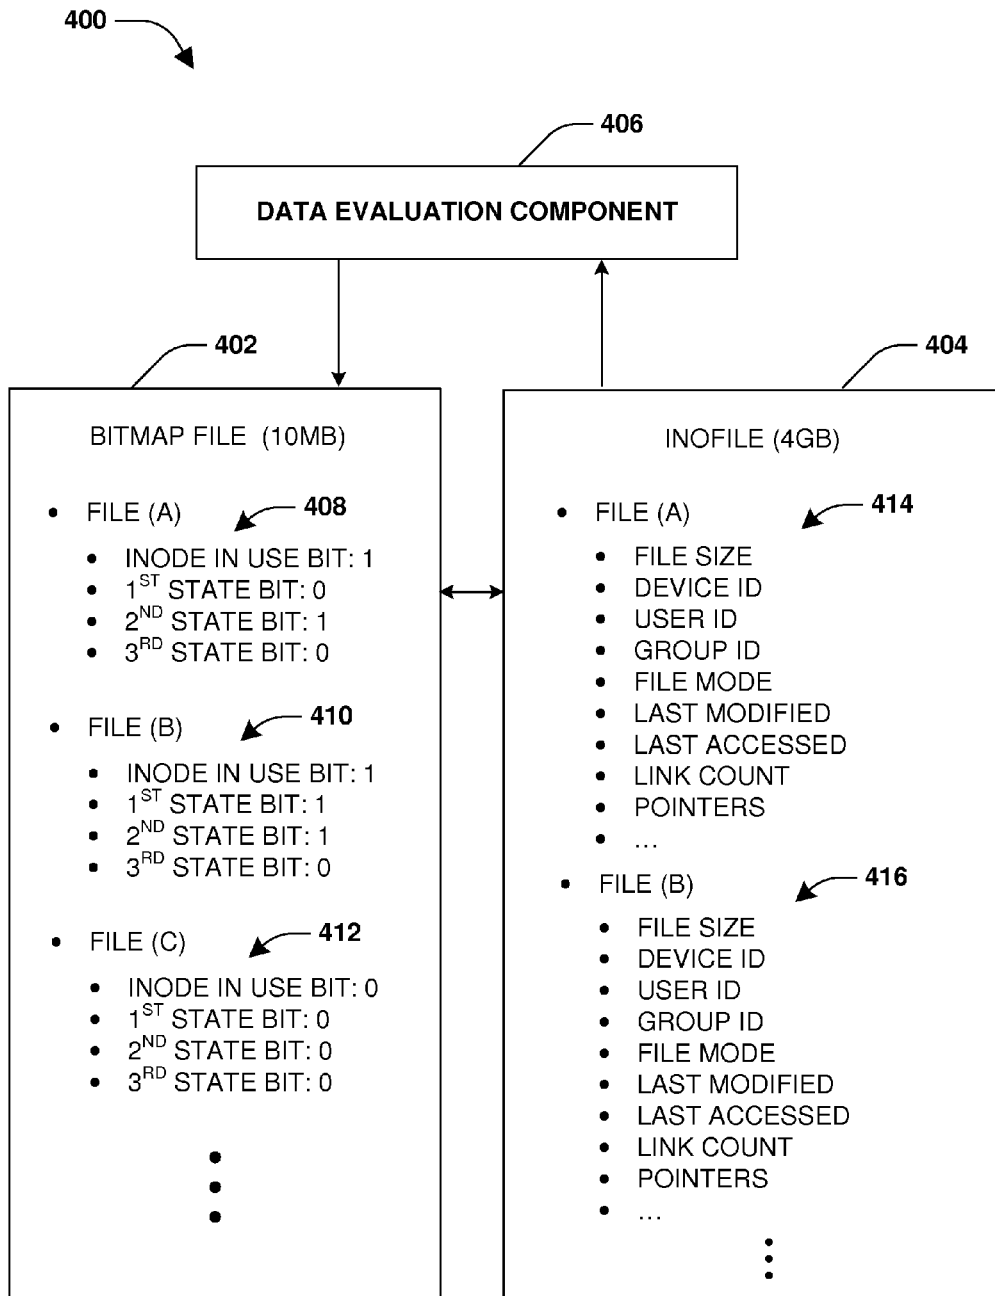 400
406
DATA EVALUATION COMPONENT
402
404
BITMAP FILE (10MB)
• FILE (A)
408
• INODE IN USE BIT: 1
• 1ST STATE BIT: 0
• 2ND STATE BIT: 1
• 3RD STATE BIT: 0
• FILE (B)
410
• INODE IN USE BIT: 1
• 1ST STATE BIT: 1
• 2ND STATE BIT: 1
• 3RD STATE BIT: 0
• FILE (C)
412
• INODE IN USE BIT: 0
• 1ST STATE BIT: 0
• 2ND STATE BIT: 0
• 3RD STATE BIT: 0
INOFILE (4GB)
• FILE (A)
414
• FILE SIZE
• DEVICE ID
• USER ID
• GROUP ID
• FILE MODE
• LAST MODIFIED
• LAST ACCESSED
• LINK COUNT
• POINTERS
• ...
• FILE (B)
416
• FILE SIZE
• DEVICE ID
• USER ID
• GROUP ID
• FILE MODE
• LAST MODIFIED
• LAST ACCESSED
• LINK COUNT
• POINTERS
• ...